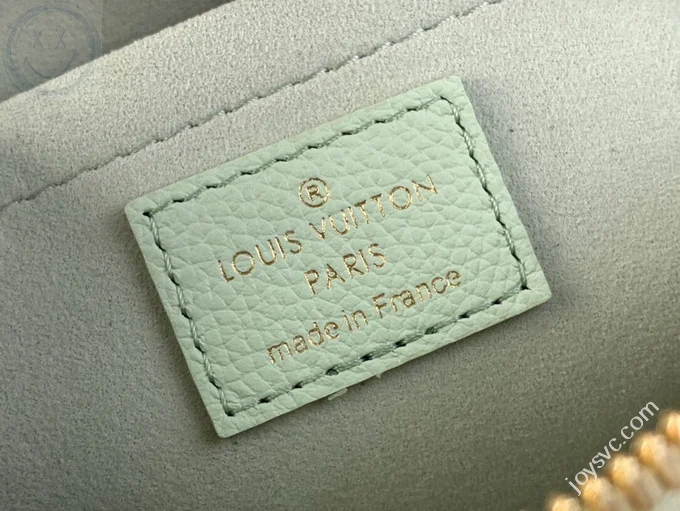 ®
LOUIS VUITTON
PARIS
made in France
joysvc.com